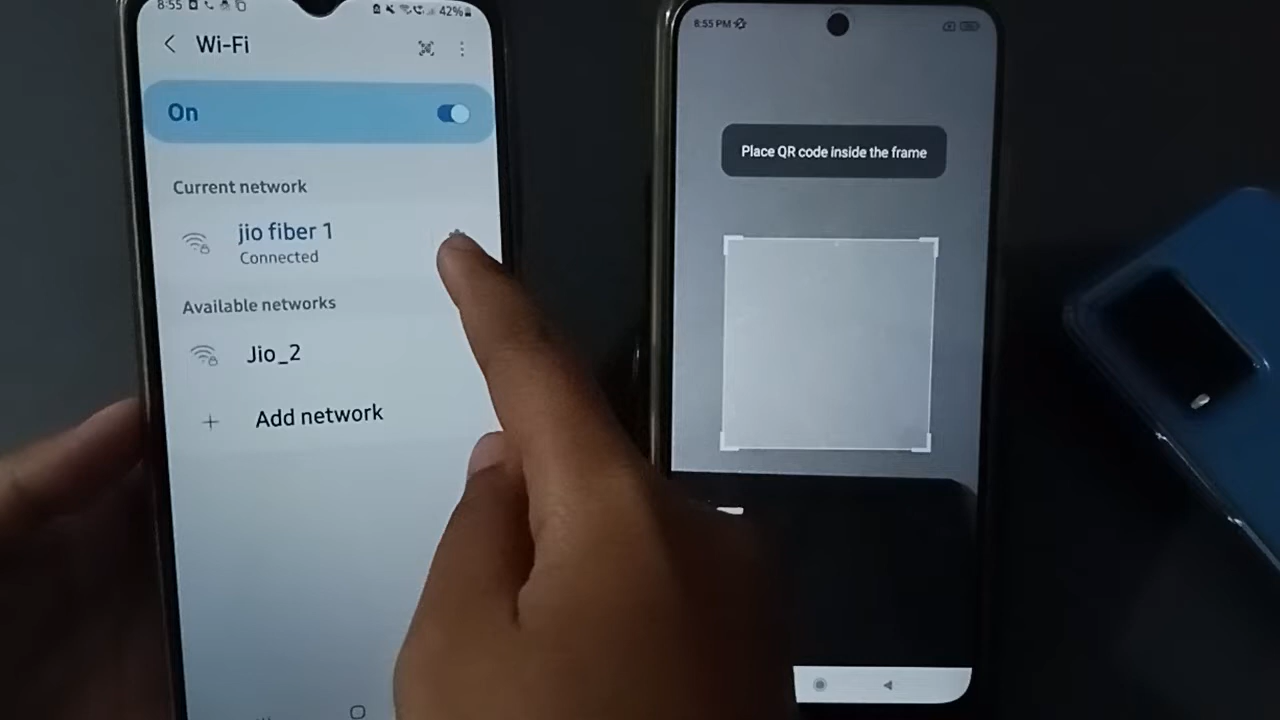 8:55
42%
Wi-Fi
On
Current network
jio fiber 1
Connected
Available networks
Jio_2
Add network
8:55 PM
Place QR code inside the frame